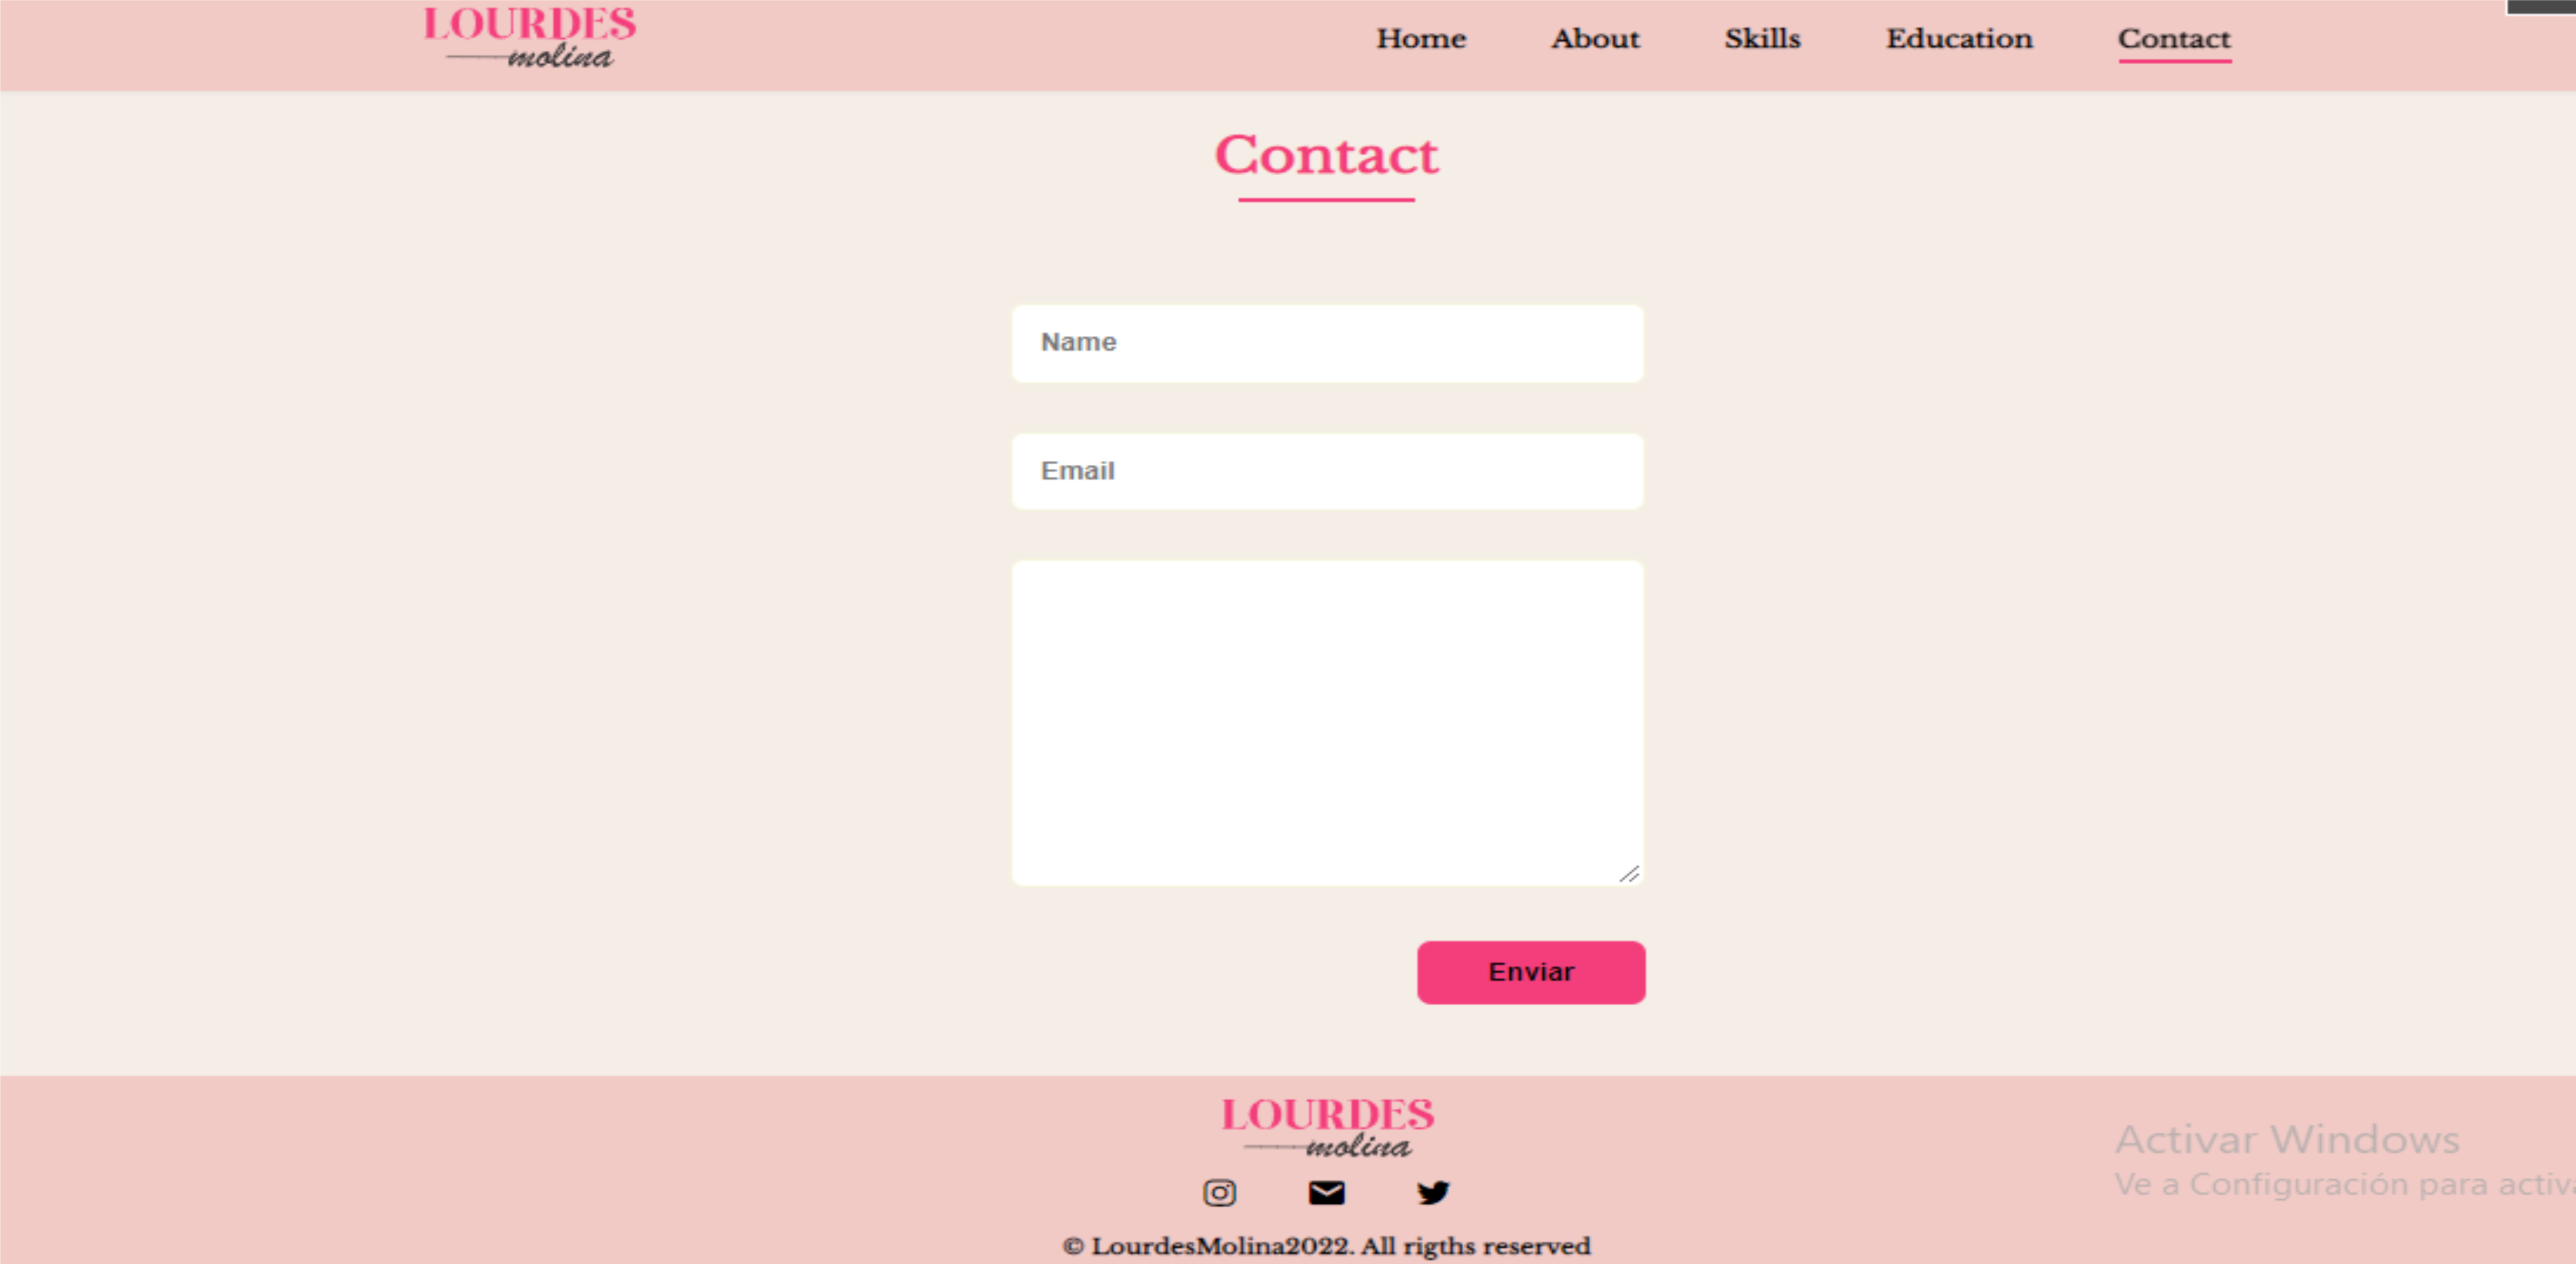 LOURDES
molina
Home About Skills Education Contact
Contact
Name
Email
Enviar
LOURDES
molina
Activar Windows
Ve a Configuración para
© LourdesMolina2022. All rigths reserved